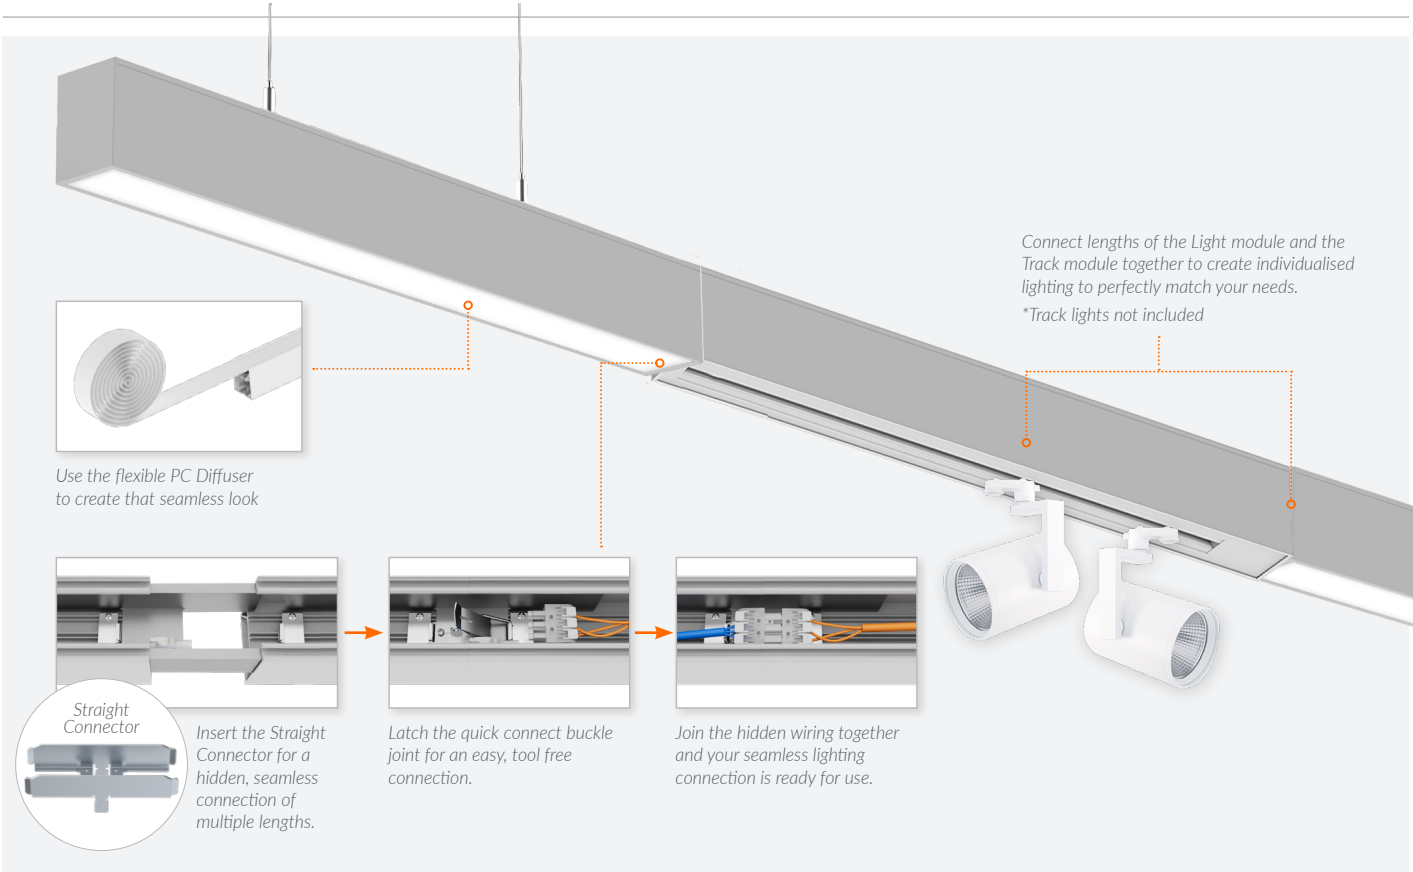 Connect lengths of the Light module and the
Track module together to create individualised
lighting to perfectly match your needs.
*Track lights not included
Use the flexible PC Diffuser
to create that seamless look
Straight
Connector
Insert the Straight
Connector for a
hidden, seamless
connection of
multiple lengths.
Latch the quick connect buckle
joint for an easy, tool free
connection.
Join the hidden wiring together
and your seamless lighting
connection is ready for use.